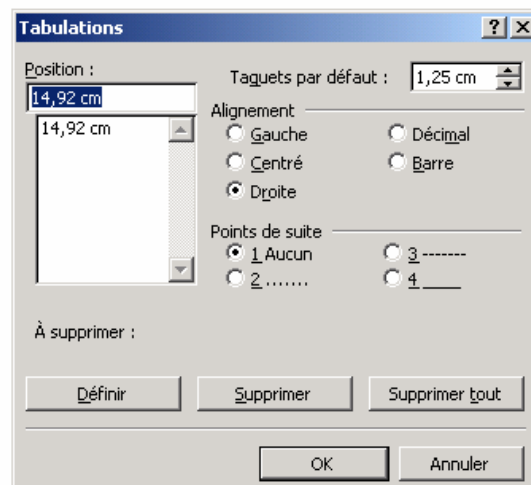 Tabulations
Position : Taquets par défaut : 1,25 cm
14,92 cm
14,92 cm
Alignement
Gauche Décimal
Centré Barre
Droite
Points de suite
1 Aucun 3 -------
2 ....... 4 ____
À supprimer :
Définir Supprimer Supprimer tout
OK Annuler